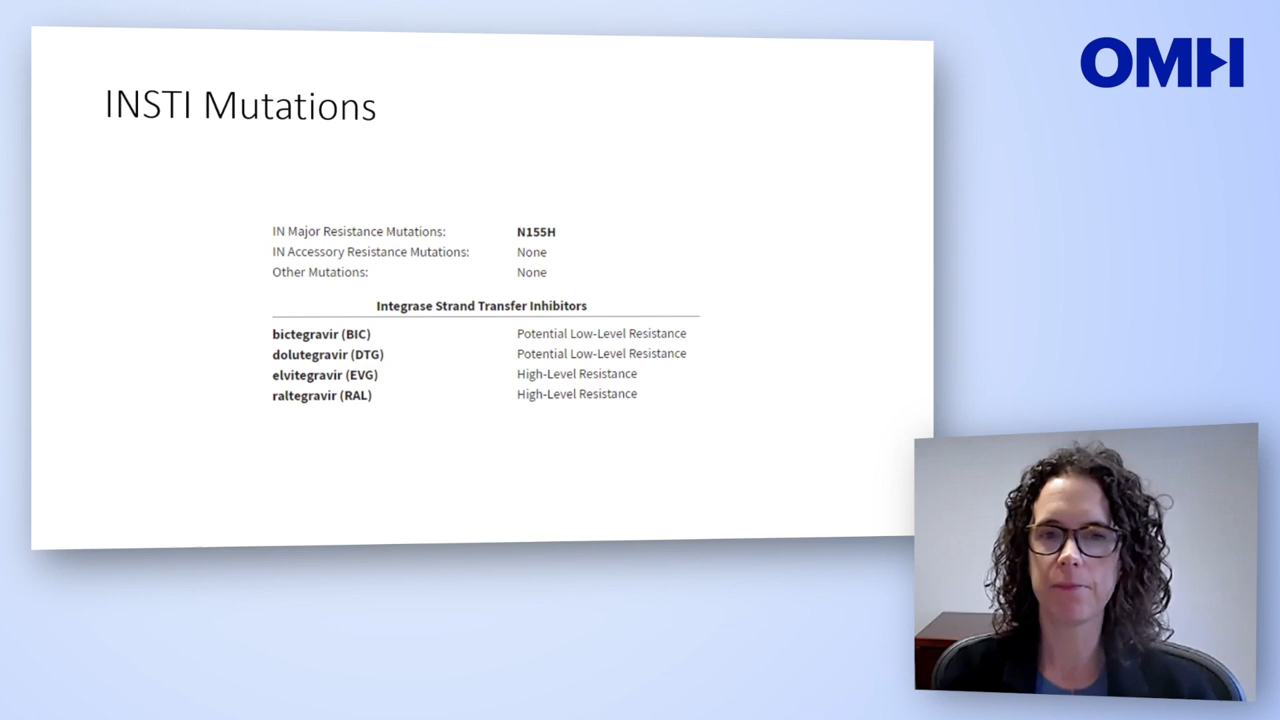 OMH
INSTI Mutations
IN Major Resistance Mutations: N155H
IN Accessory Resistance Mutations: None
Other Mutations: None
Integrase Strand Transfer Inhibitors
bictegravir (BIC) Potential Low-Level Resistance
dolutegravir (DTG) Potential Low-Level Resistance
elvitegravir (EVG) High-Level Resistance
raltegravir (RAL) High-Level Resistance